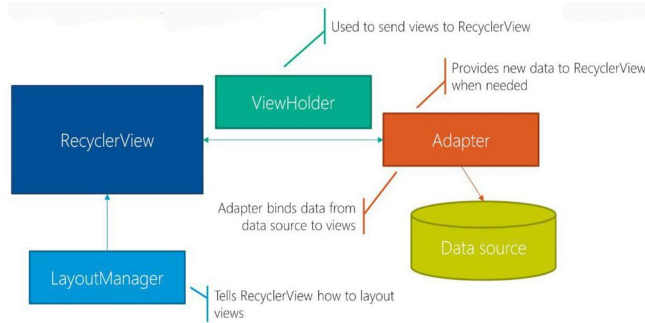 Used to send views to RecyclerView
Provides new data to RecyclerView
when needed
ViewHolder
RecyclerView
Adapter
Adapter binds data from
data source to views
Data source
LayoutManager
Tells RecyclerView how to layout
views